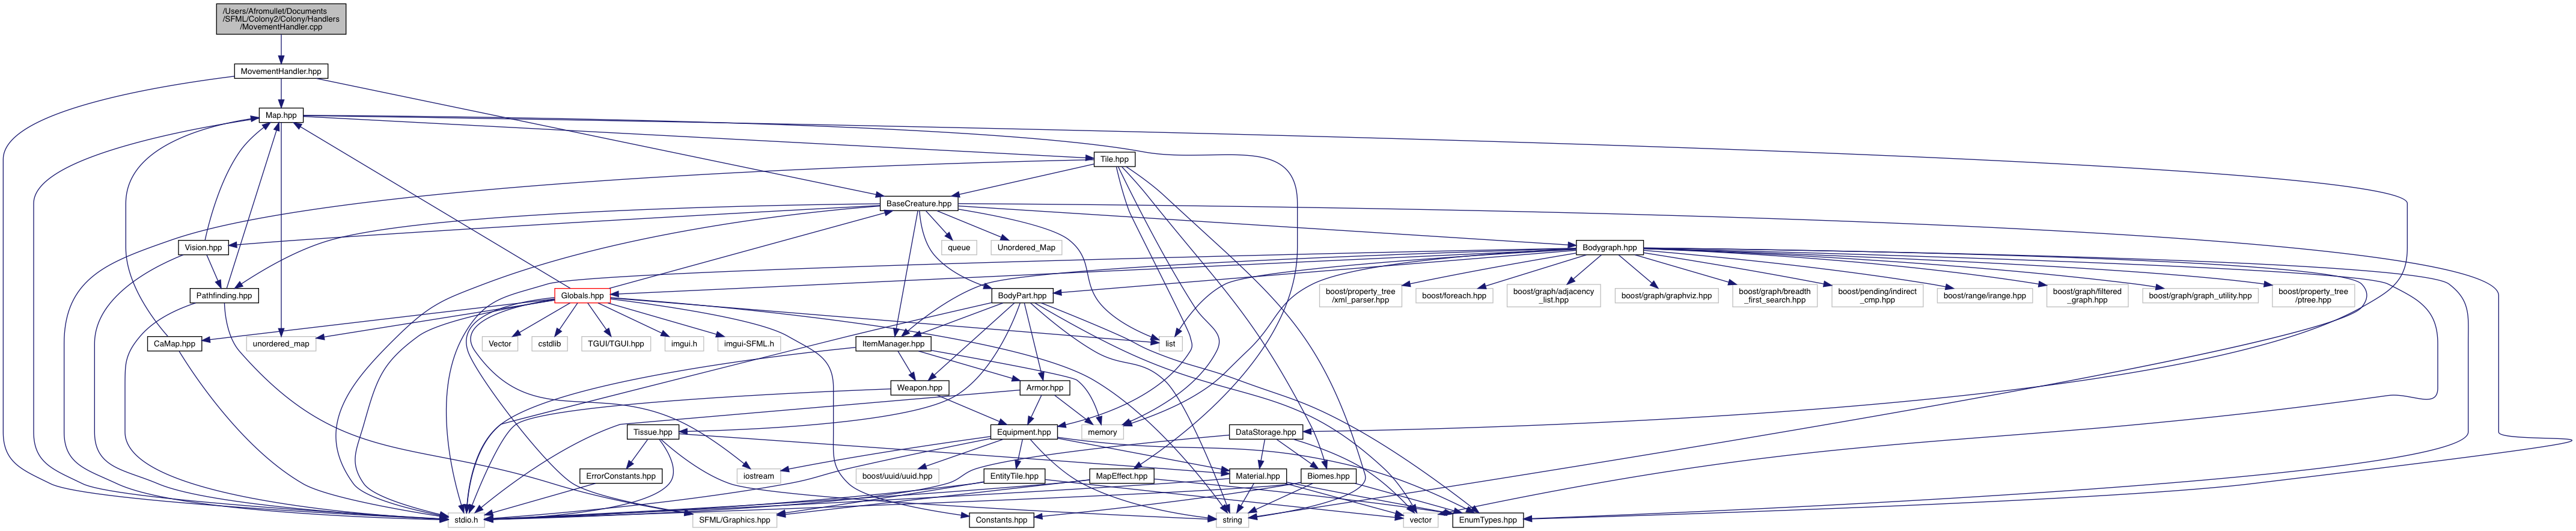 /Users/Afromullet/Documents
/SFML/Colony2/Colony/Handlers
/MovementHandler.cpp
MovementHandler.hpp
Map.hpp
Tile.hpp
BaseCreature.hpp
Vision.hpp
queue
Unordered_Map
Bodygraph.hpp
Pathfinding.hpp
Globals.hpp
BodyPart.hpp
boost/property_tree
/xml_parser.hpp
boost/foreach.hpp
boost/graph/adjacency
_list.hpp
boost/graph/graphviz.hpp
boost/graph/breadth
_first_search.hpp
boost/pending/indirect
_cmp.hpp
boost/range/irange.hpp
boost/graph/filtered
_graph.hpp
boost/graph/graph_utility.hpp
boost/property_tree
/ptree.hpp
CaMap.hpp
unordered_map
Vector
cstdlib
TGUI/TGUI.hpp
imgui.h
imgui-SFML.h
ItemManager.hpp
list
Weapon.hpp
Armor.hpp
Tissue.hpp
Equipment.hpp
memory
DataStorage.hpp
ErrorConstants.hpp
iostream
boost/uuid/uuid.hpp
EntityTile.hpp
MapEffect.hpp
Material.hpp
Biomes.hpp
stdio.h
SFML/Graphics.hpp
Constants.hpp
string
vector
EnumTypes.hpp